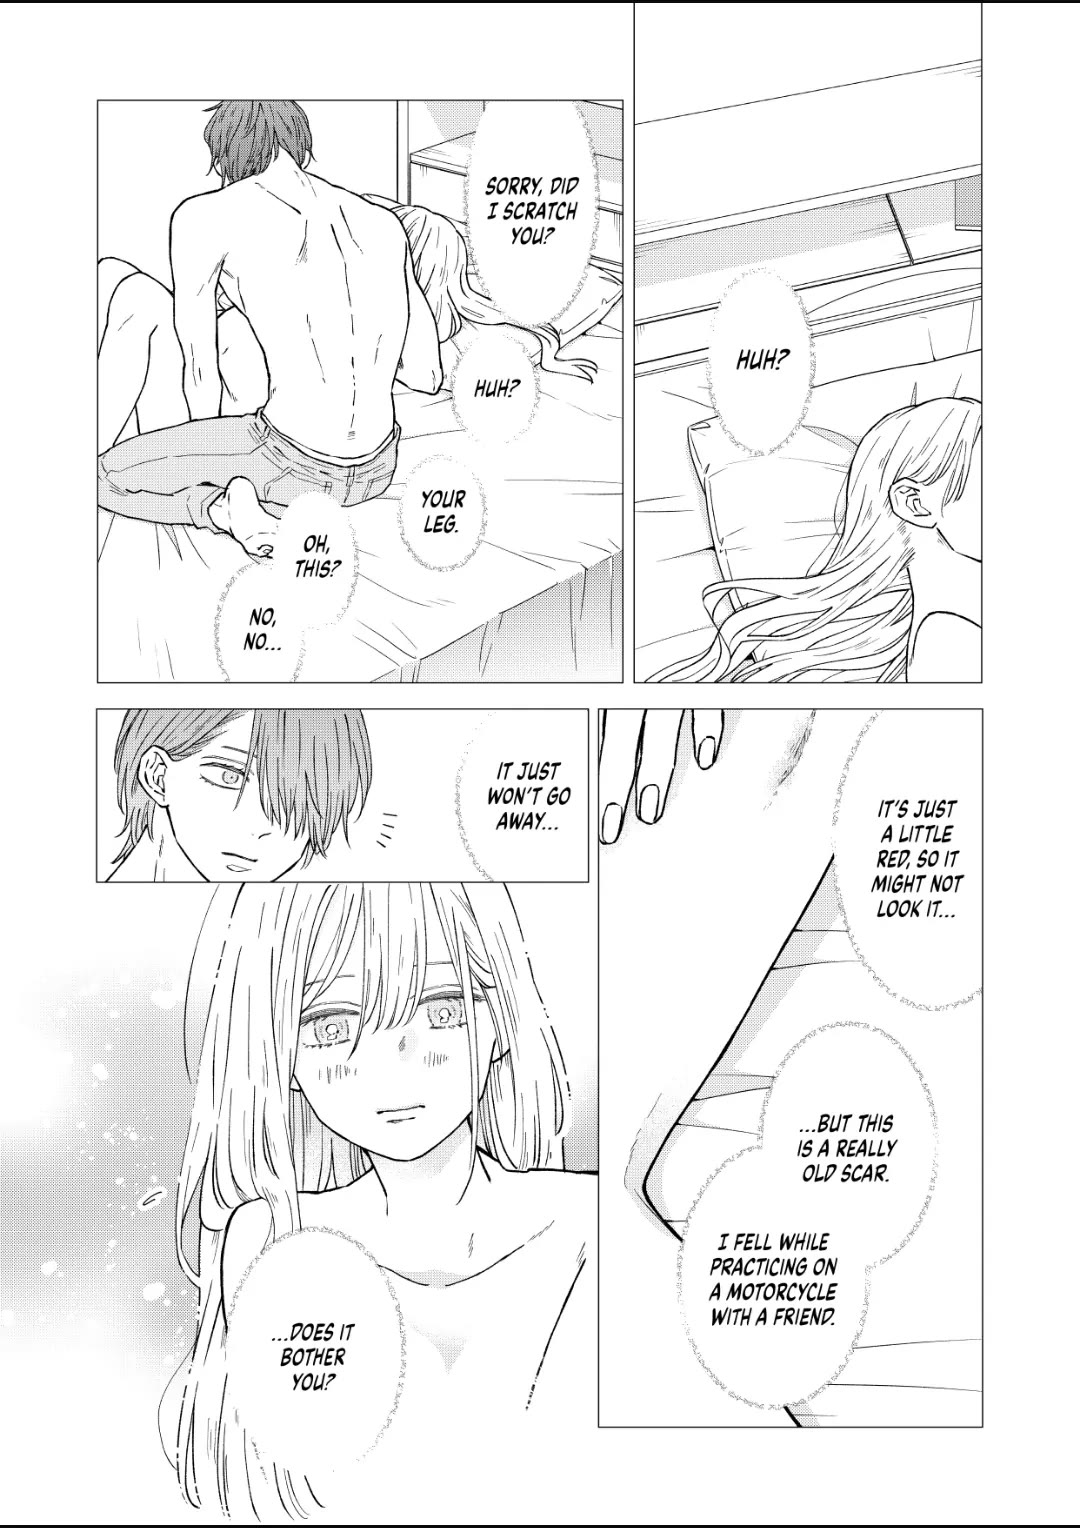 HUH?
SORRY, DID
I SCRATCH
YOU?
HUH?
YOUR
LEG.
OH,
THIS?
NO,
NO...
IT'S JUST
A LITTLE
RED, SO IT
MIGHT NOT
LOOK IT...
...BUT THIS
IS A REALLY
OLD SCAR.
I FELL WHILE
PRACTICING ON
A MOTORCYCLE
WITH A FRIEND.
IT JUST
WON'T GO
AWAY...
...DOES IT
BOTHER
YOU?